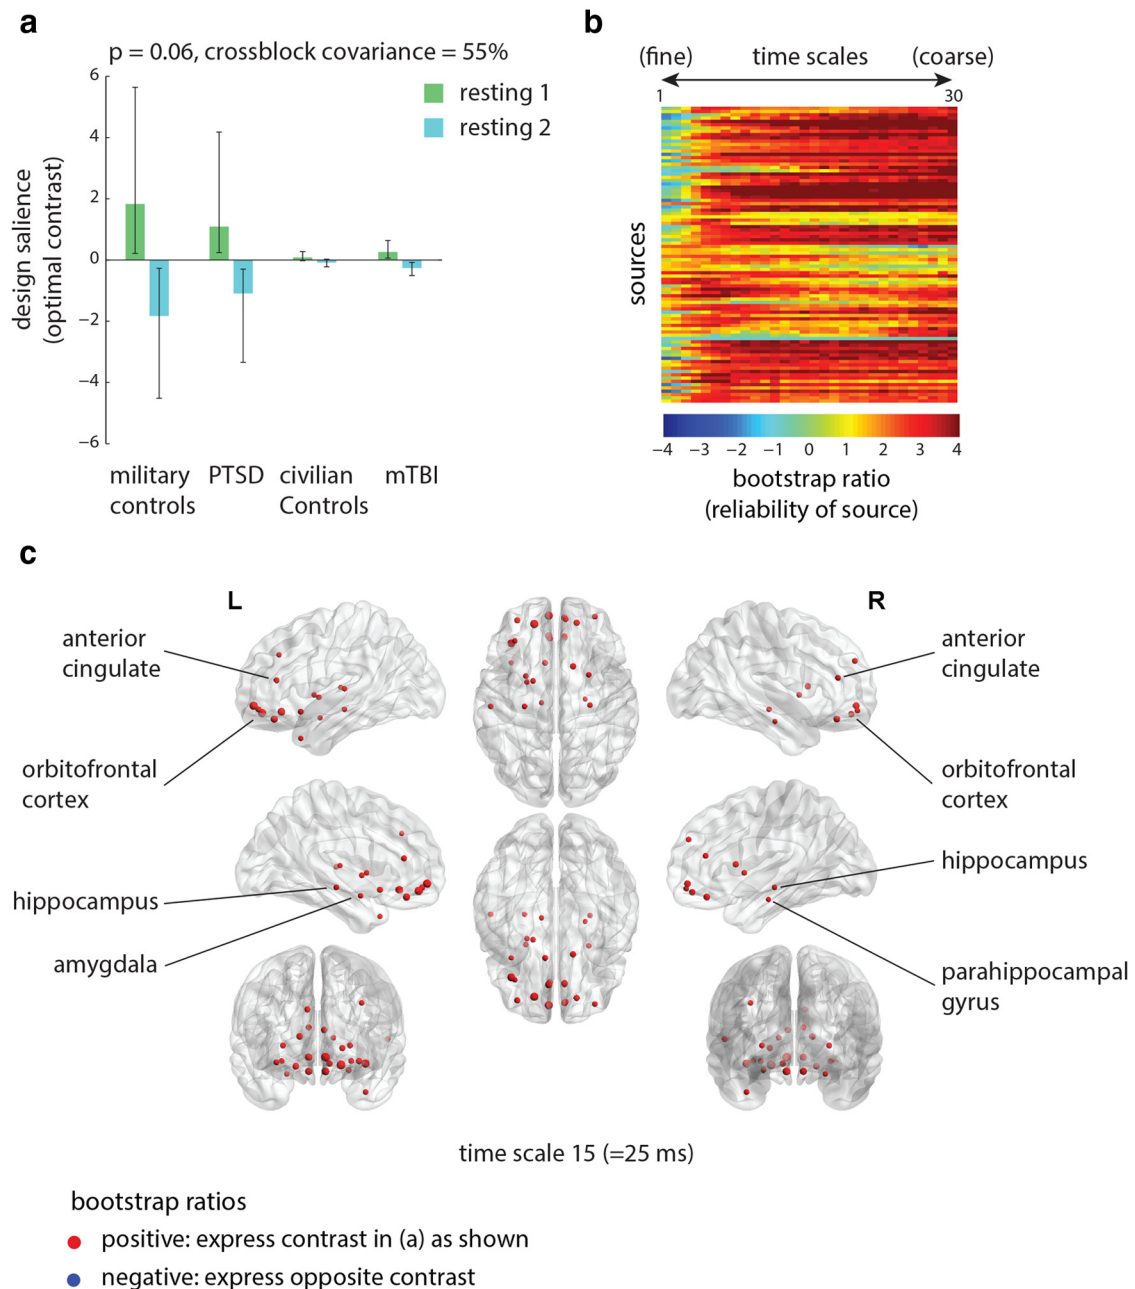 a
p = 0.06, crossblock covariance = 55%
6
4
2
0
−2
−4
−6
design salience
(optimal contrast)
resting 1
resting 2
military
controls
PTSD
civilian
Controls
mTBI
b
(fine)
time scales
(coarse)
1
30
sources
−4 −3 −2 −1 0 1 2 3 4
bootstrap ratio
(reliability of source)
c
L
R
anterior
cingulate
orbitofrontal
cortex
hippocampus
amygdala
anterior
cingulate
orbitofrontal
cortex
hippocampus
parahippocampal
gyrus
time scale 15 (=25 ms)
bootstrap ratios
positive: express contrast in (a) as shown
negative: express opposite contrast